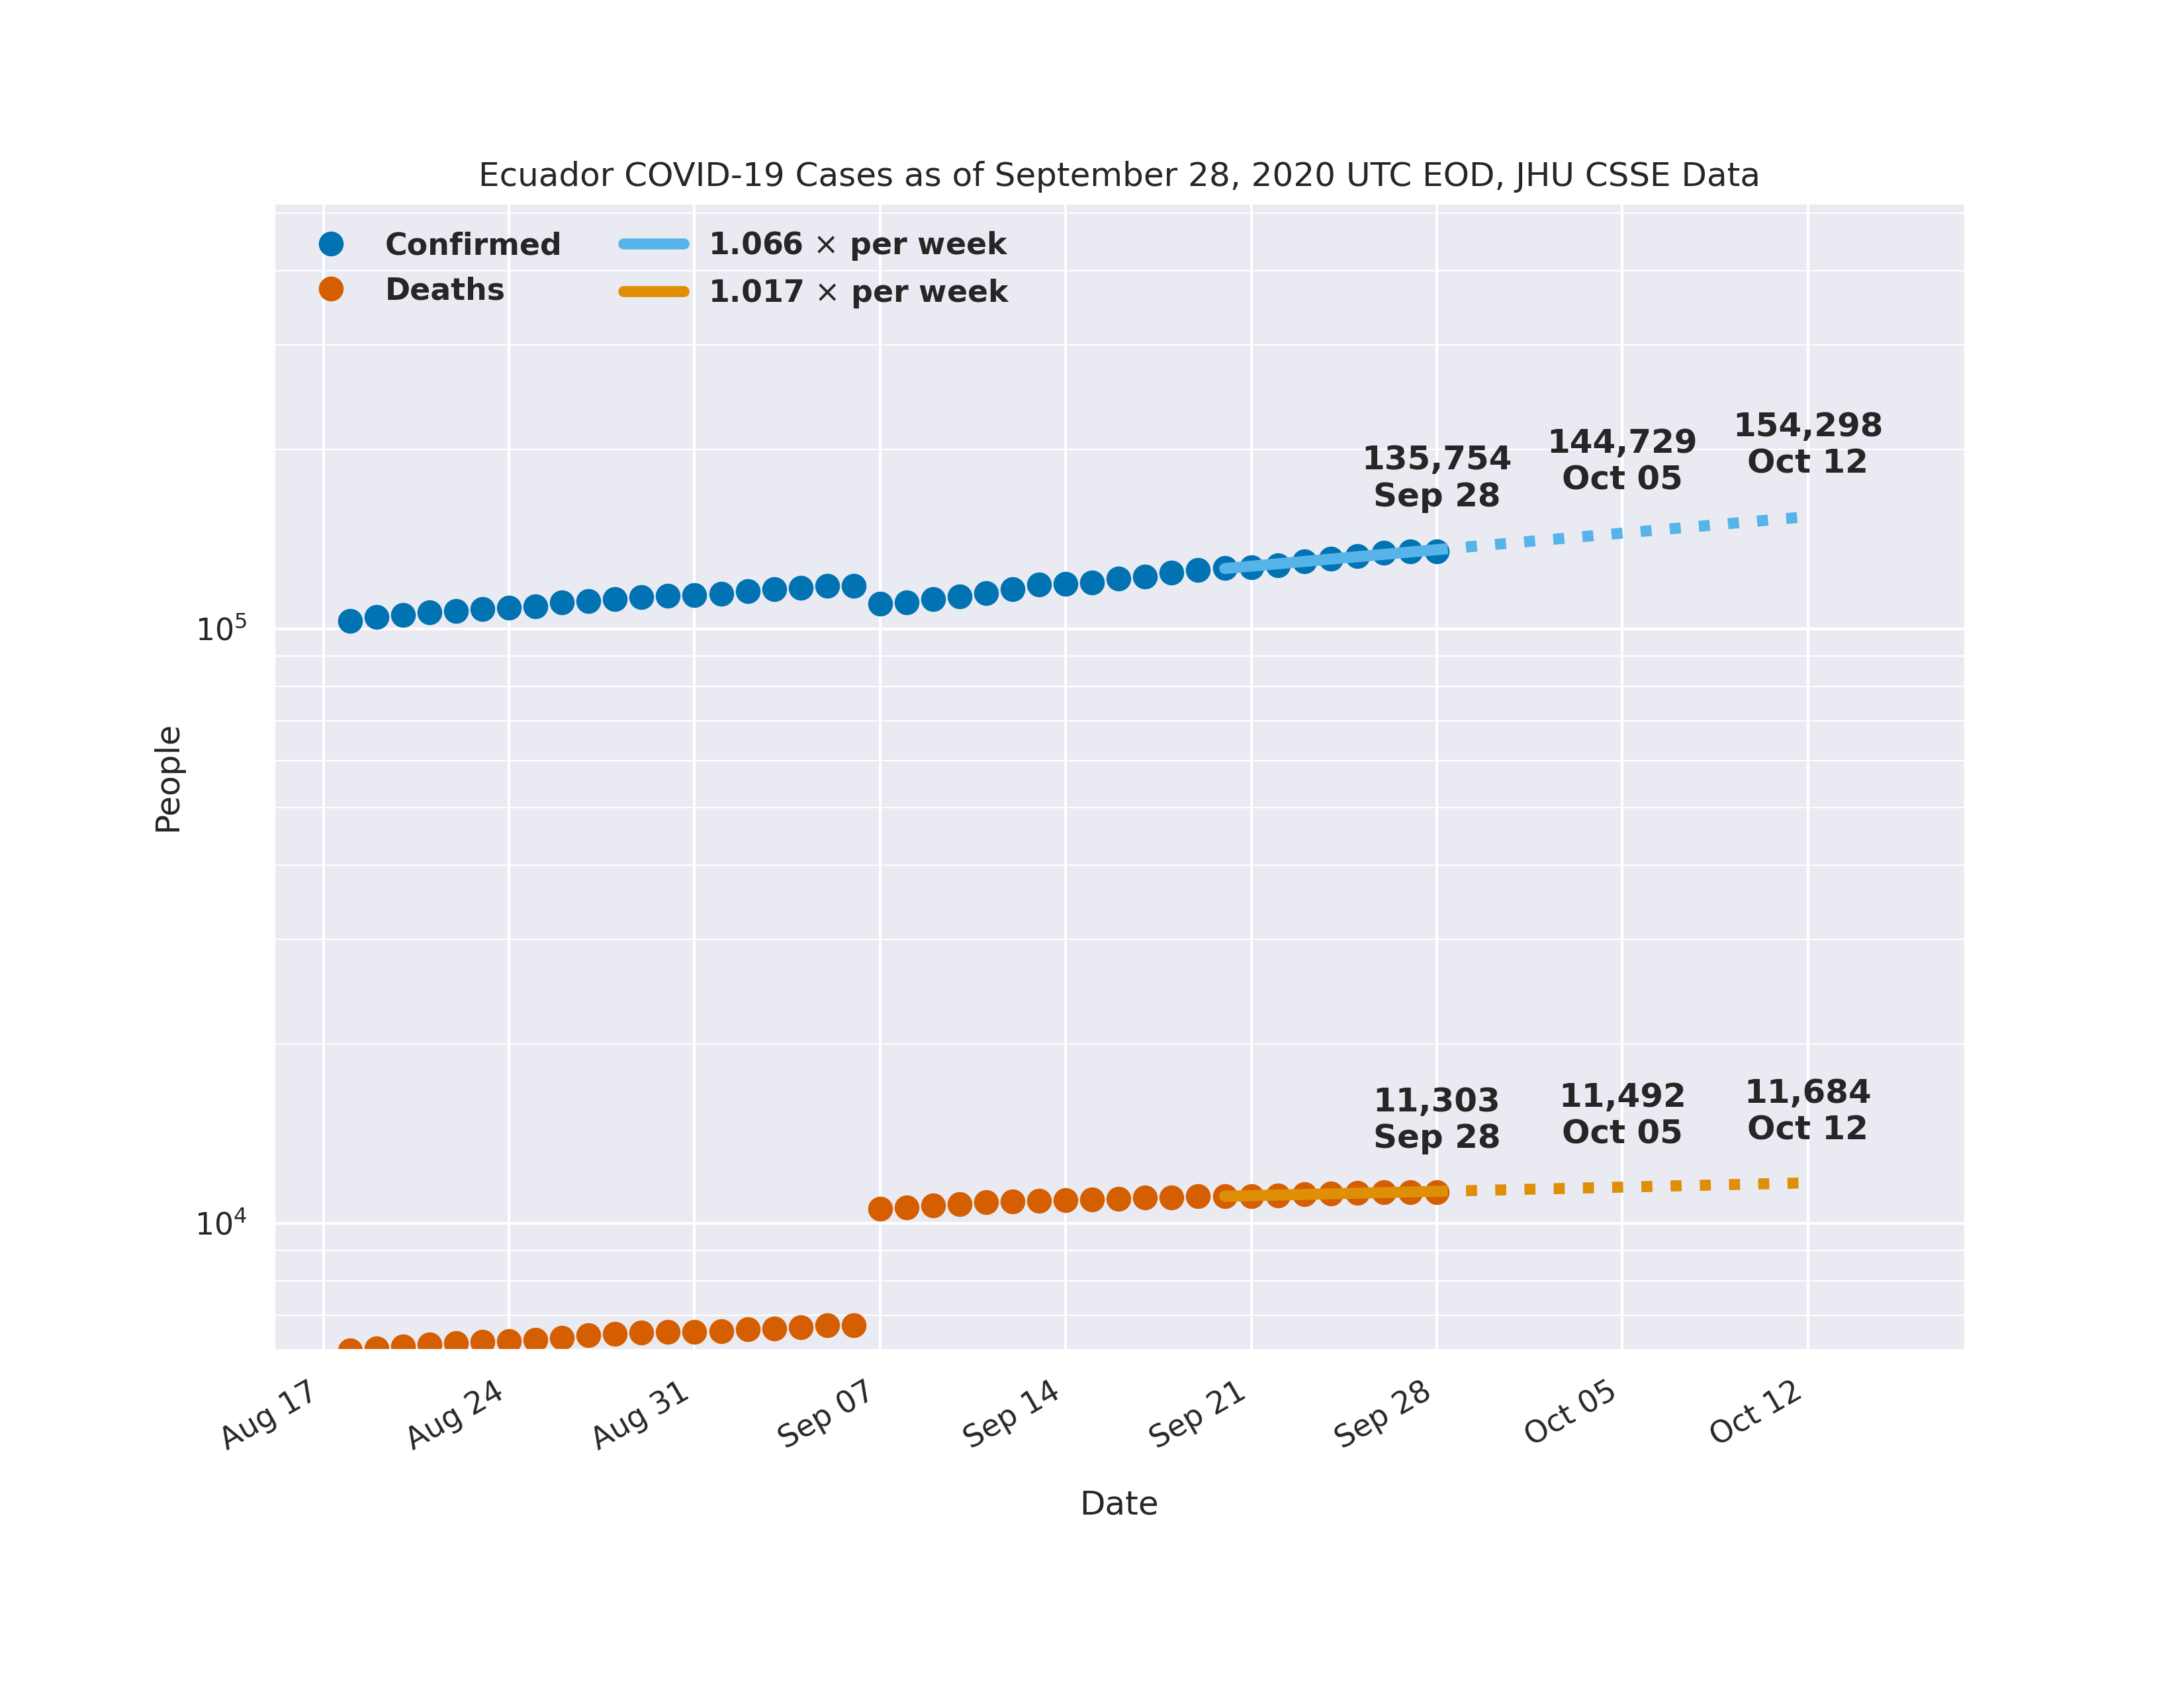 Ecuador COVID-19 Cases as of September 28, 2020 UTC EOD, JHU CSSE Data
Confirmed
Deaths
1.066 × per week
1.017 × per week
135,754
Sep 28
144,729
Oct 05
154,298
Oct 12
10⁵
People
11,303
Sep 28
11,492
Oct 05
11,684
Oct 12
10⁴
Aug 17
Aug 24
Aug 31
Sep 07
Sep 14
Sep 21
Sep 28
Oct 05
Oct 12
Date